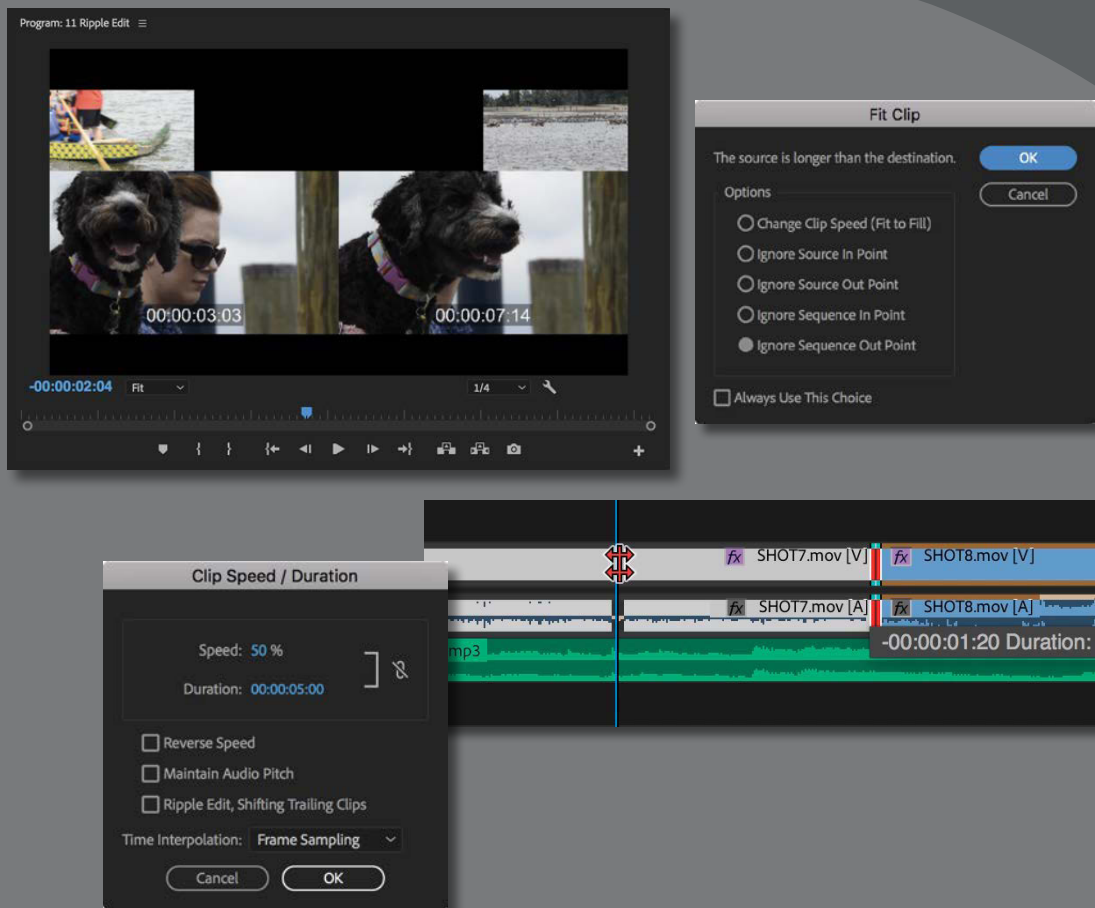 Program: 11 Ripple Edit
00:00:03:03
00:00:07:14
-00:00:02:04 Fit 1/4
Fit Clip
The source is longer than the destination.
OK
Options
Cancel
Change Clip Speed (Fit to Fill)
Ignore Source In Point
Ignore Source Out Point
Ignore Sequence In Point
Ignore Sequence Out Point
Always Use This Choice
Clip Speed / Duration
Speed: 50 %
Duration: 00:00:05:00
Reverse Speed
Maintain Audio Pitch
Ripple Edit, Shifting Trailing Clips
Time Interpolation: Frame Sampling
Cancel OK
fx SHOT7.mov [V] fx SHOT8.mov [V]
fx SHOT7.mov [A] fx SHOT8.mov [A]
mp3
-00:00:01:20 Duration: